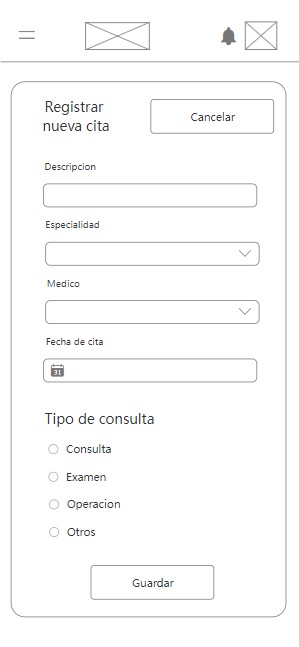 Registrar
nueva cita
Cancelar
Descripcion
Especialidad
Medico
Fecha de cita
31
Tipo de consulta
Consulta
Examen
Operacion
Otros
Guardar